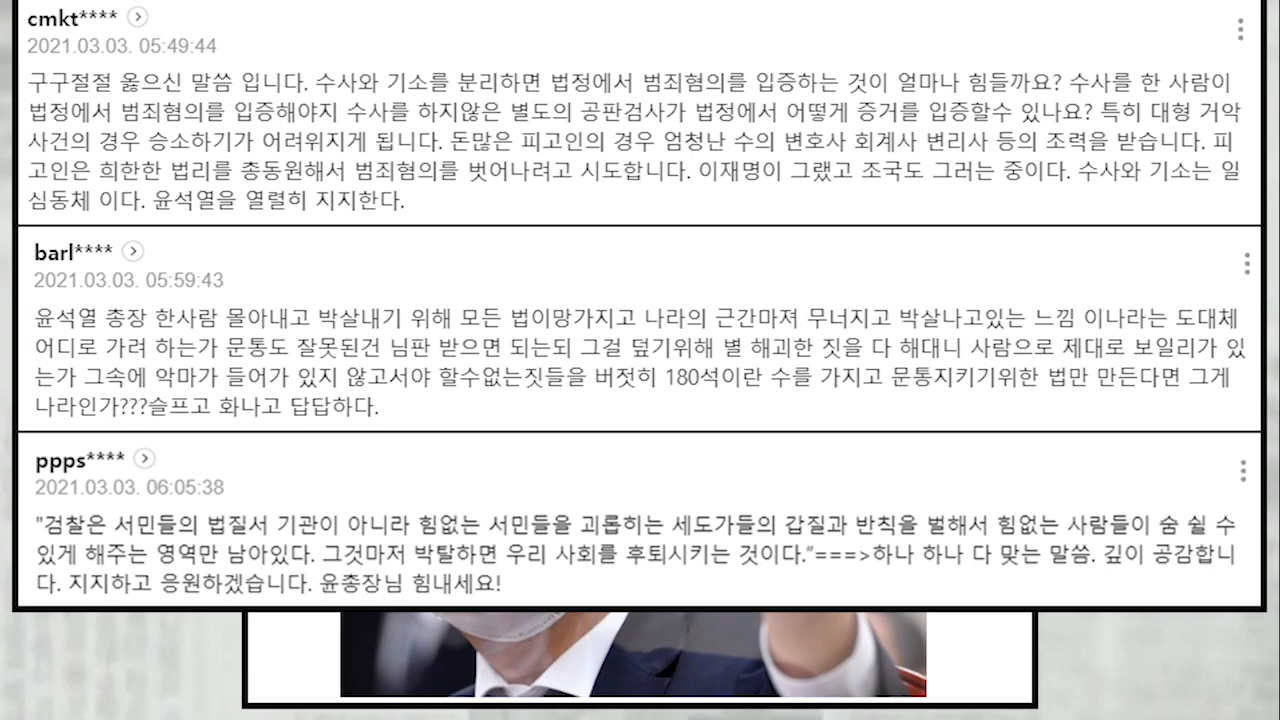 cmkt****
2021.03.03. 05:49:44
구구절절 옳으신 말씀 입니다. 수사와 기소를 분리하면 법정에서 범죄혐의를 입증하는 것이 얼마나 힘들까요? 수사를 한 사람이
법정에서 범죄혐의를 입증해야지 수사를 하지않은 별도의 공판검사가 법정에서 어떻게 증거를 입증할수 있나요? 특히 대형 거악
사건의 경우 승소하기가 어려위지게 됩니다. 돈많은 피고인의 경우 엄청난 수의 변호사 회계사 변리사 등의 조력을 받습니다. 피
고인은 희한한 법리를 총동원해서 범죄혐의를 벗어나려고 시도합니다. 이재명이 그랬고 조국도 그러는 중이다. 수사와 기소는 일
심동체 이다. 윤석열을 열렬히 지지한다.
barl****
2021.03.03. 05:59:43
윤석열 총장 한사람 몰아내고 박살내기 위해 모든 법이망가지고 나라의 근간마져 무너지고 박살나고있는 느낌 이나라는 도대체
어디로 가려 하는가 문통도 잘못된건 님판 받으면 되는되 그걸 덮기위해 별 해괴한 짓을 다 해대니 사람으로 제대로 보일리가 있
는가 그속에 악마가 들어가 있지 않고서야 할수없는짓들을 버젓히 180석이란 수를 가지고 문통지키기위한 법만 만든다면 그게
나라인가???슬프고 화나고 답답하다.
ppps****
2021.03.03. 06:05:38
"검찰은 서민들의 법질서 기관이 아니라 힘없는 서민들을 괴롭히는 세도가들의 갑질과 반칙을 벌해서 힘없는 사람들이 숨 쉴 수
있게 해주는 영역만 남아있다. 그것마저 박탈하면 우리 사회를 후퇴시키는 것이다."===>하나 하나 다 맞는 말씀. 깊이 공감합니
다. 지지하고 응원하겠습니다. 윤총장님 힘내세요!